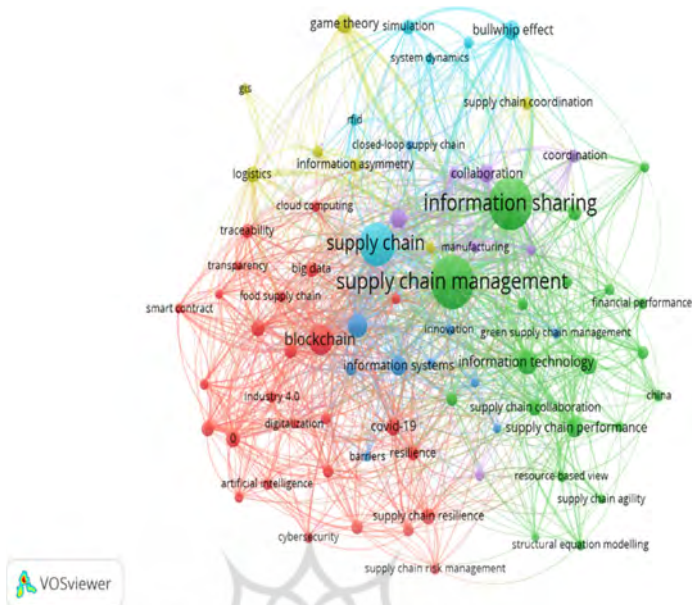 game theory
simulation
bullwhip effect
system dynamics
gis
supply chain coordination
rfid
closed-loop supply chain
coordination
information asymmetry
logistics
collaboration
cloud computing
information sharing
traceability
supply chain
manufacturing
transparency
big data
supply chain management
food supply chain
financial performance
smart contract
innovation
green supply chain management
blockchain
information systems
information technology
industry 4.0
supply chain collaboration
china
digitalization
covid-19
supply chain performance
0
barriers
resilience
resource-based view
artificial intelligence
supply chain agility
supply chain resilience
cybersecurity
structural equation modelling
supply chain risk management
VOSviewer